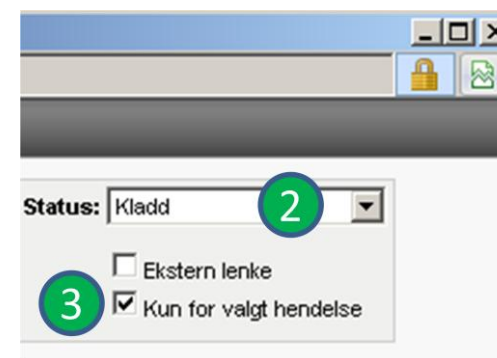 Status: Kladd 2
Ekstern lenke
3 Kun for valgt hendelse